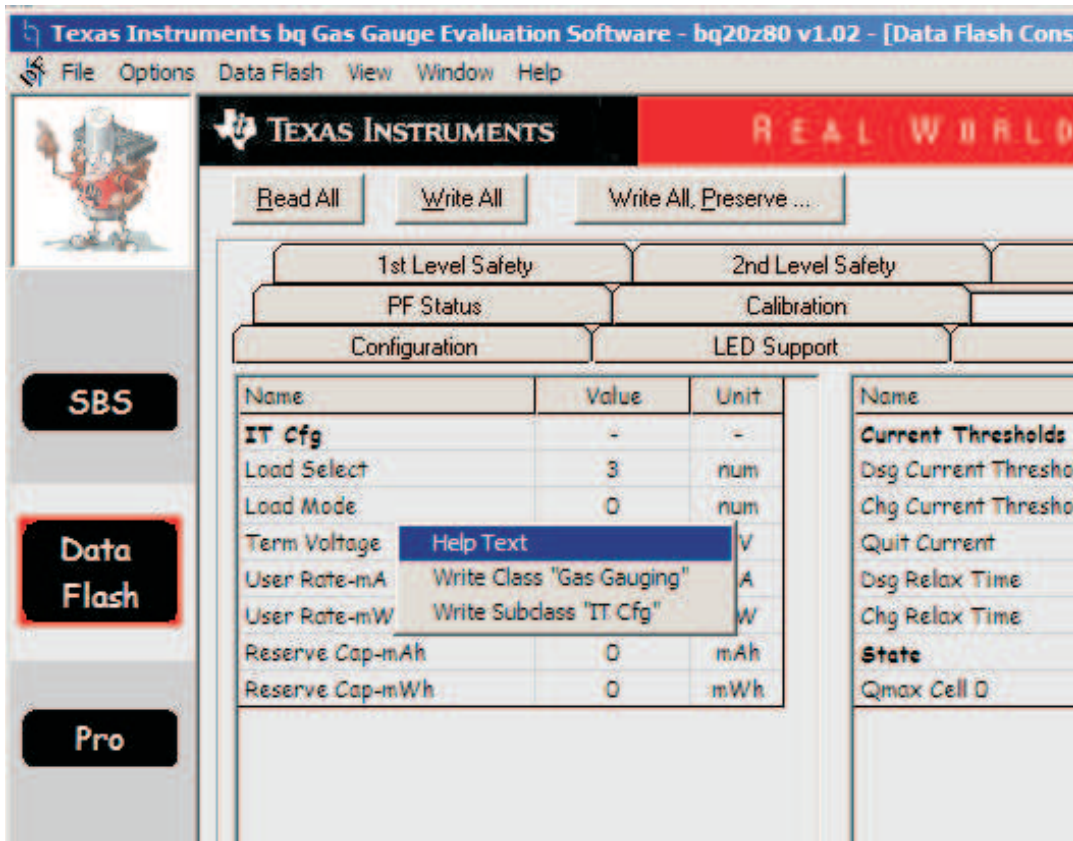 Texas Instruments bq Gas Gauge Evaluation Software - bq20z80 v1.02 - [Data Flash Cons
File Options Data Flash View Window Help
TEXAS INSTRUMENTS REAL WORLD
Read All Write All Write All, Preserve ...
1st Level Safety 2nd Level Safety
PF Status Calibration
Configuration LED Support
SBS
Data
Flash
Pro
Name Value Unit
IT Cfg - -
Load Select 3 num
Load Mode 0 num
Term Voltage V
User Rate-mA A
User Rate-mW W
Reserve Cap-mAh 0 mAh
Reserve Cap-mWh 0 mWh
Help Text
Write Class "Gas Gauging"
Write Subclass "IT Cfg"
Name
Current Thresholds
Dsg Current Thresho
Chg Current Thresho
Quit Current
Dsg Relax Time
Chg Relax Time
State
Qmax Cell 0